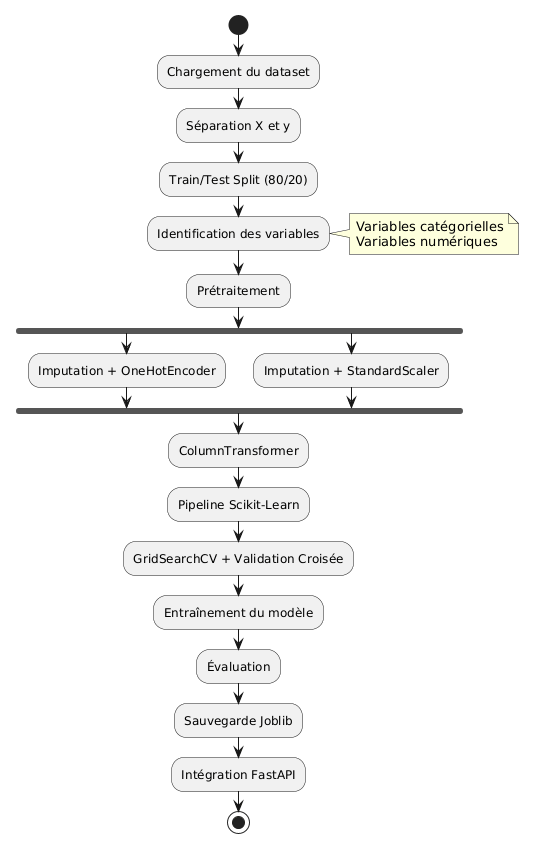 Chargement du dataset
Séparation X et y
Train/Test Split (80/20)
Identification des variables
Variables catégorielles
Variables numériques
Prétraitement
Imputation + OneHotEncoder
Imputation + StandardScaler
ColumnTransformer
Pipeline Scikit-Learn
GridSearchCV + Validation Croisée
Entraînement du modèle
Évaluation
Sauvegarde Joblib
Intégration FastAPI